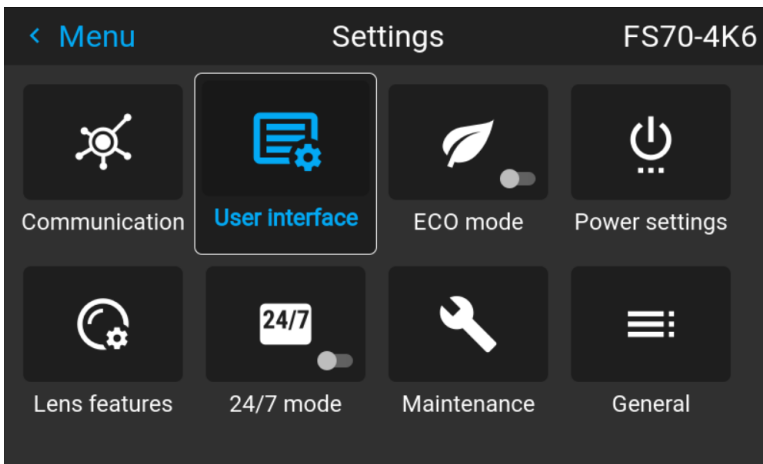 Menu Settings FS70-4K6
Communication User interface ECO mode Power settings
24/7
Lens features 24/7 mode Maintenance General